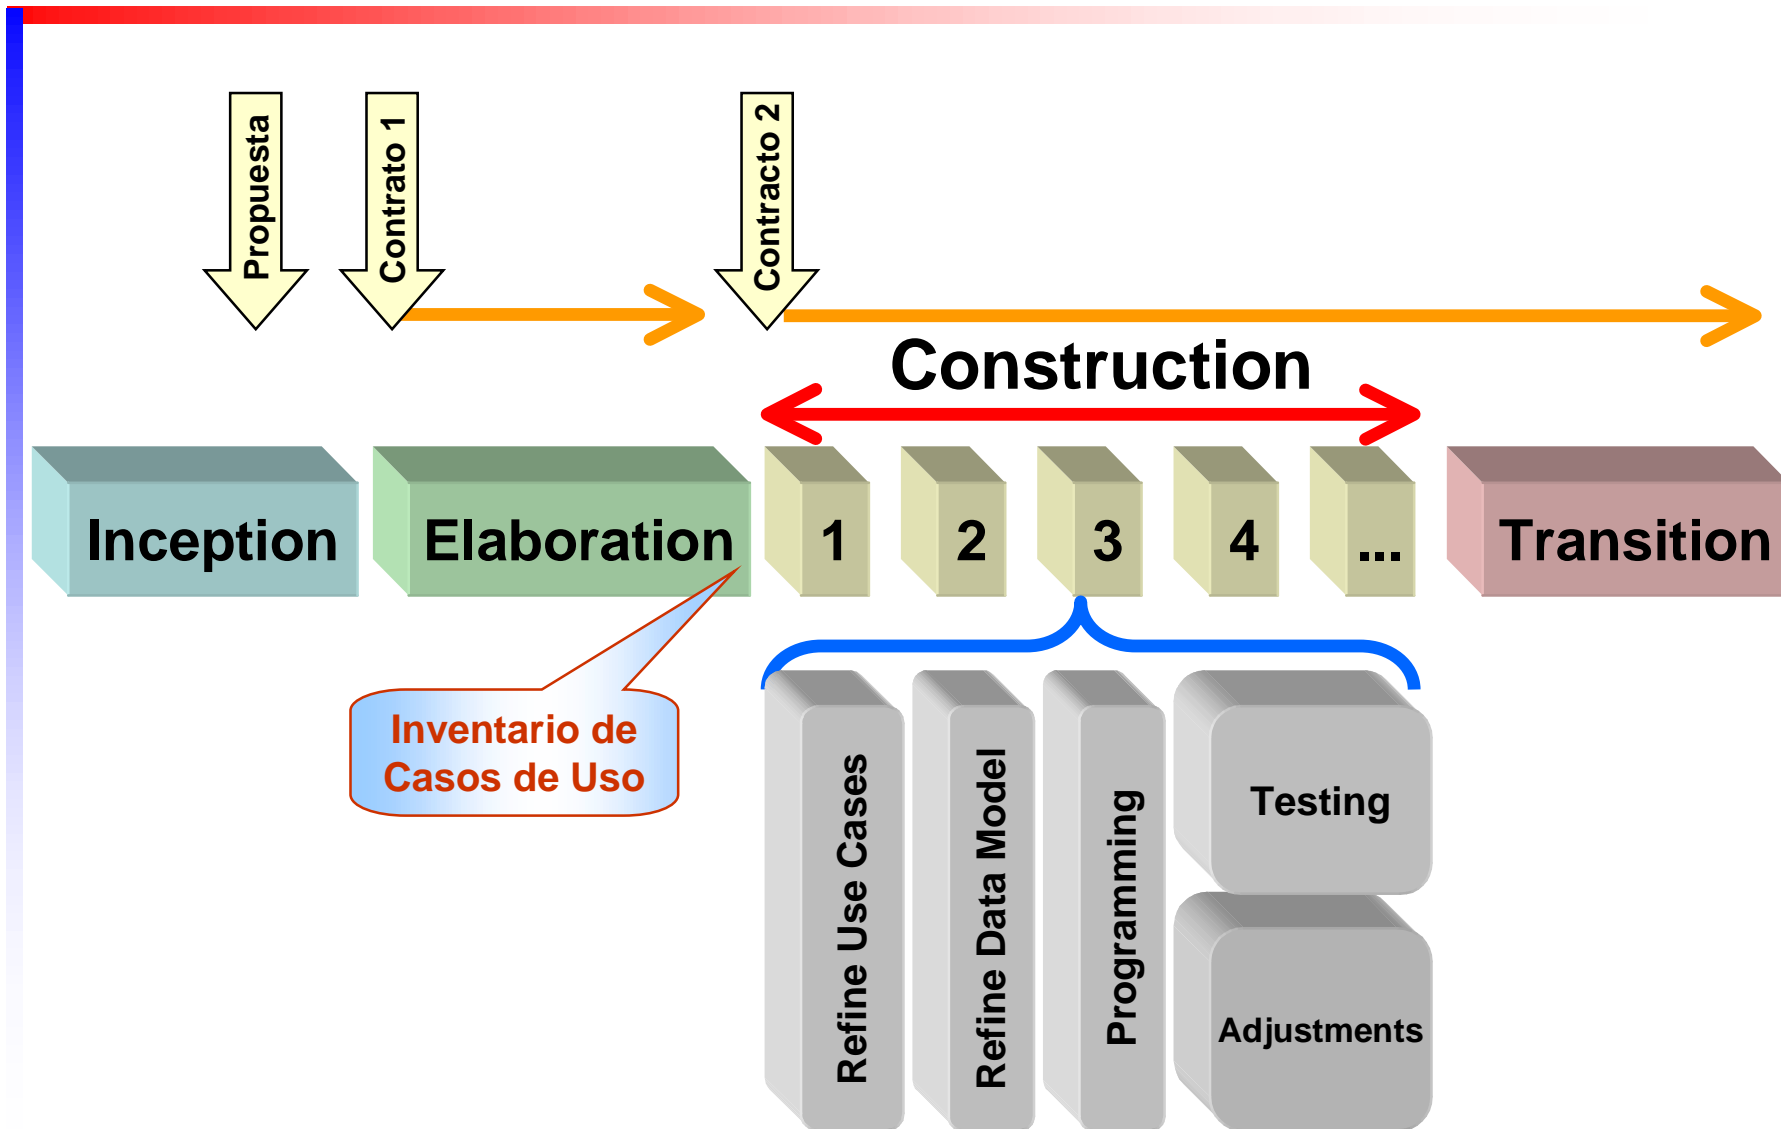 Propuesta
Contrato 1
Contracto 2
Construction
Inception
Elaboration
1
2
3
4
...
Transition
Inventario de
Casos de Uso
Refine Use Cases
Refine Data Model
Programming
Testing
Adjustments